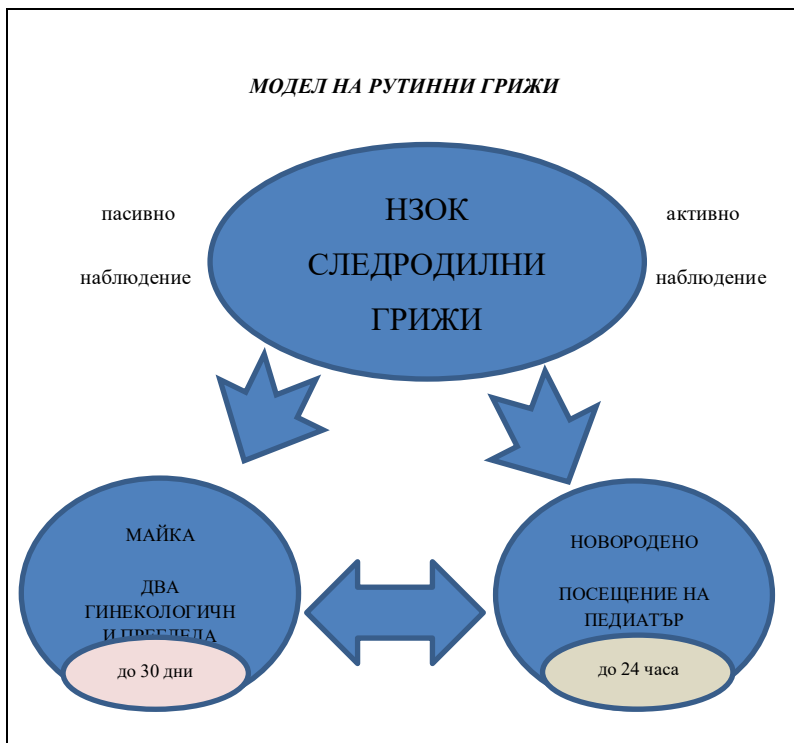 МОДЕЛ НА РУТИННИ ГРИЖИ
пасивно
наблюдение
НЗОК
СЛЕДРОДИЛНИ
ГРИЖИ
активно
наблюдение
МАЙКА
ДВА
ГИНЕКОЛОГИЧН
И ПРЕГЛЕДА
до 30 дни
НОВОРОДЕНО
ПОСЕЩЕНИЕ НА
ПЕДИАТЪР
до 24 часа